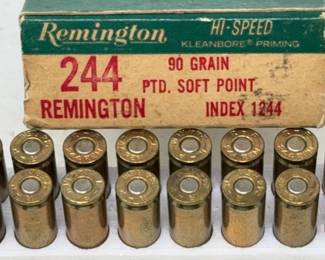 Remington HI-SPEED
KLEANBORE PRIMING
244 90 GRAIN
PTD. SOFT POINT
REMINGTON INDEX 1244